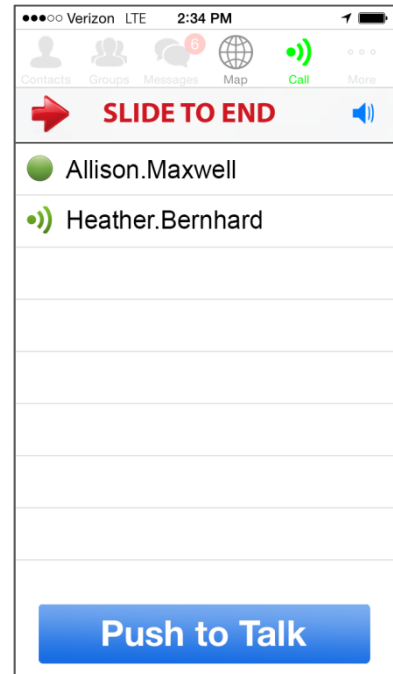 Verizon LTE 2:34 PM
6
Contacts Groups Messages Map Call More
SLIDE TO END
Allison.Maxwell
Heather.Bernhard
Push to Talk